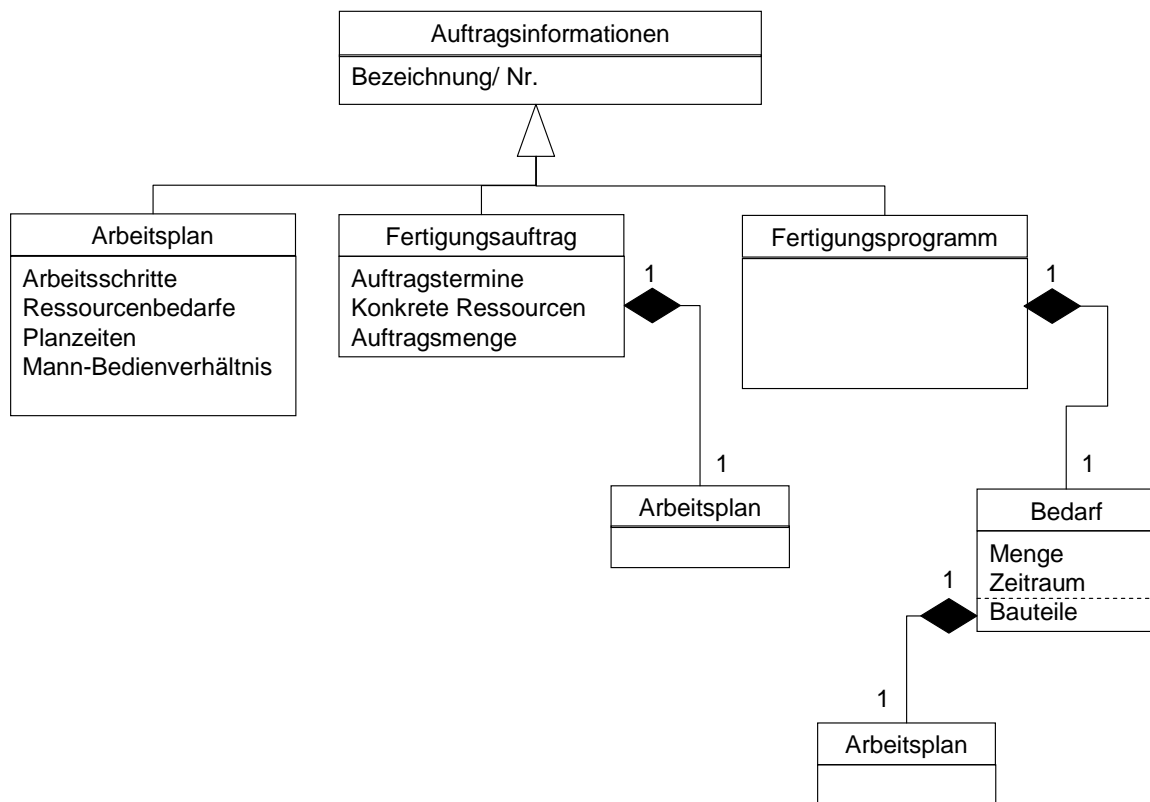 Auftragsinformationen
Bezeichnung/ Nr.
Arbeitsplan
Arbeitsschritte
Ressourcenbedarfe
Planzeiten
Mann-Bedienverhältnis
Fertigungsauftrag
Auftragstermine
Konkrete Ressourcen
Auftragsmenge
1
1
Arbeitsplan
Fertigungsprogramm
1
1
Bedarf
Menge
Zeitraum
Bauteile
1
1
Arbeitsplan